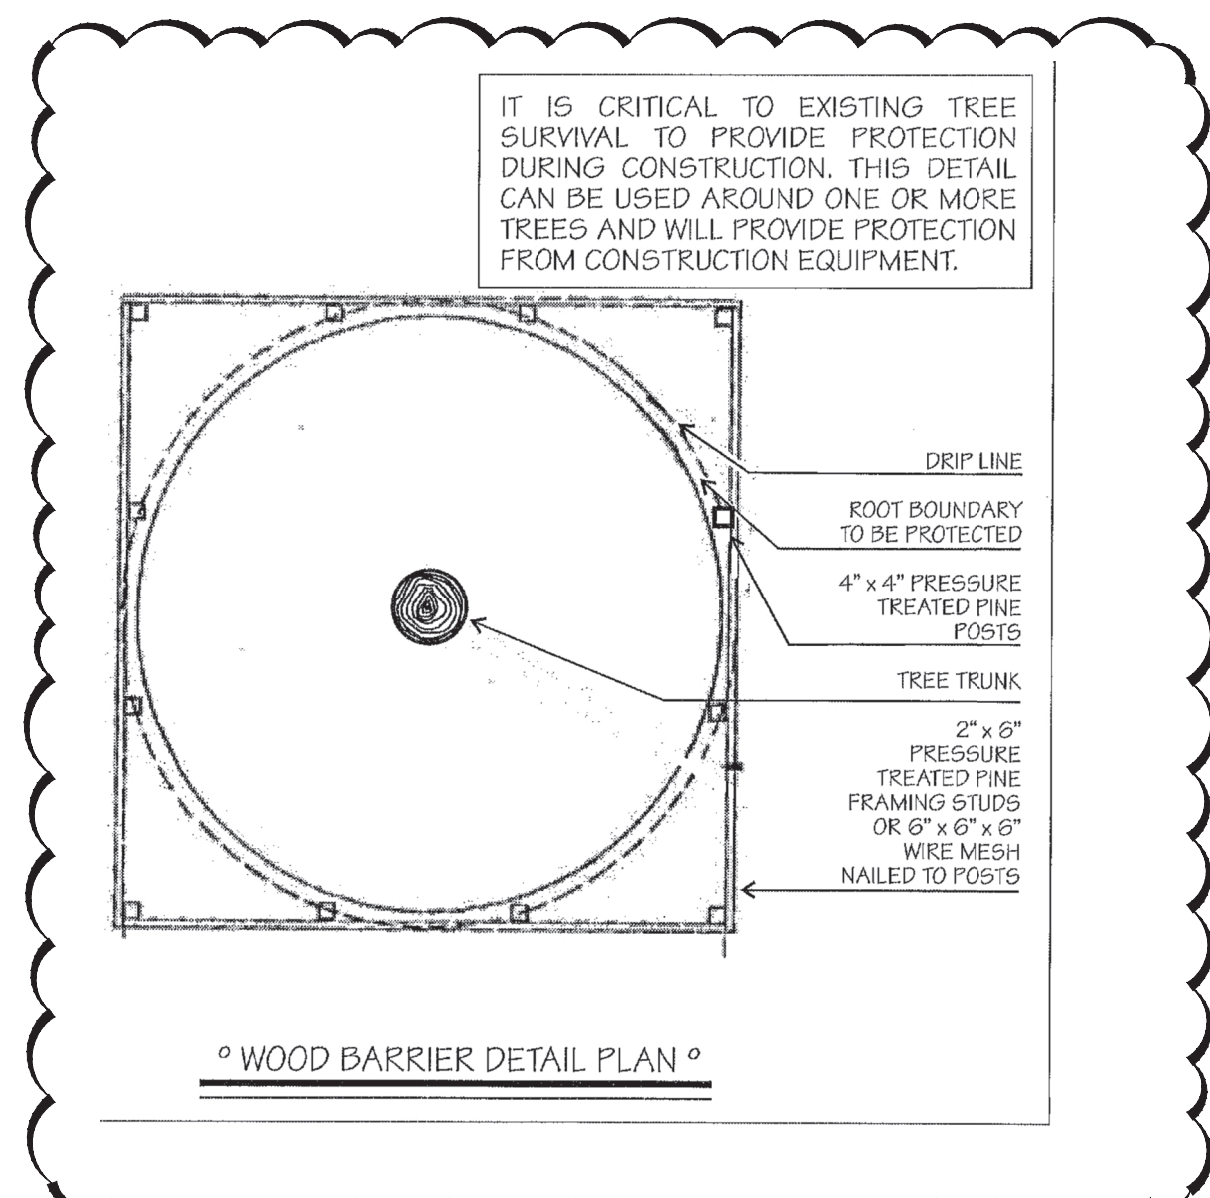 IT IS CRITICAL TO EXISTING TREE
SURVIVAL TO PROVIDE PROTECTION
DURING CONSTRUCTION. THIS DETAIL
CAN BE USED AROUND ONE OR MORE
TREES AND WILL PROVIDE PROTECTION
FROM CONSTRUCTION EQUIPMENT.
DRIP LINE
ROOT BOUNDARY
TO BE PROTECTED
4" x 4" PRESSURE
TREATED PINE
POSTS
TREE TRUNK
2" x 6"
PRESSURE
TREATED PINE
FRAMING STUDS
OR 6" x 6" x 6"
WIRE MESH
NAILED TO POSTS
° WOOD BARRIER DETAIL PLAN °